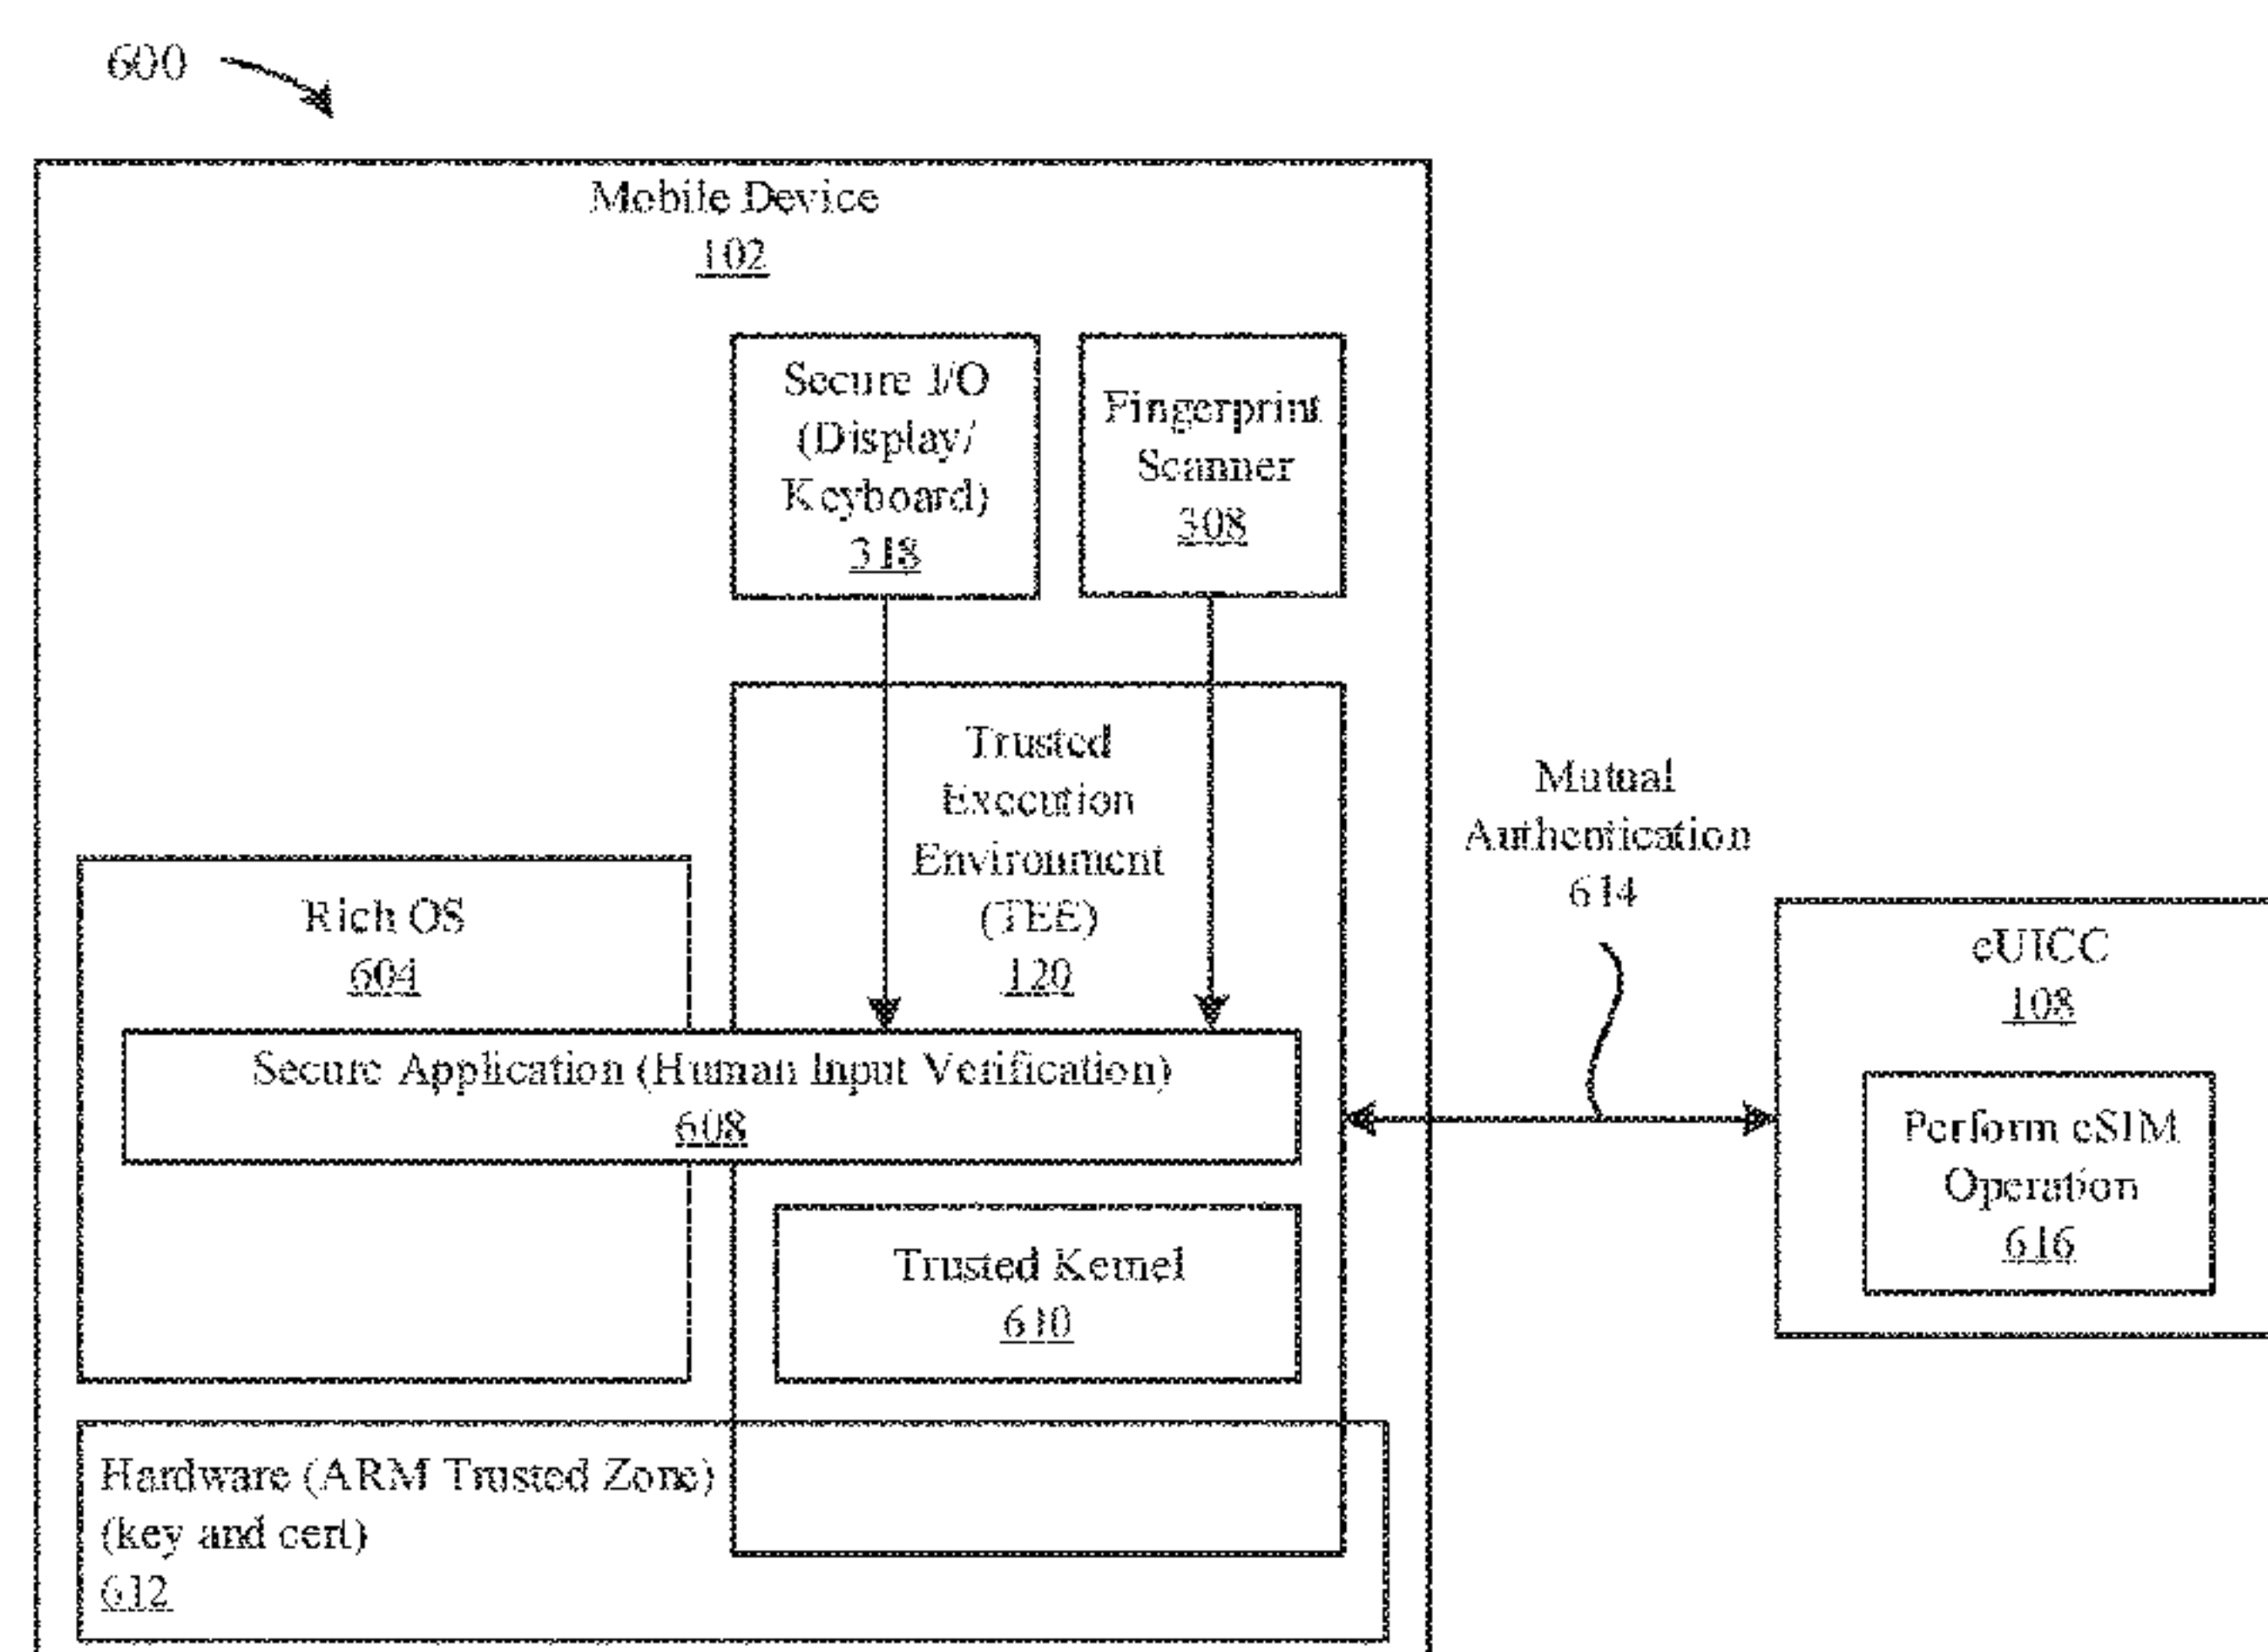 600
Mobile Device
102
Secure I/O
(Display/
Keyboard)
318
Fingerprint
Scanner
308
Trusted
Execution
Environment
(TEE)
120
Rich OS
604
Secure Application (Human Input Verification)
608
Trusted Kernel
610
Hardware (ARM Trusted Zone)
(key and cert)
612
Mutual
Authentication
614
eUICC
108
Perform eSIM
Operation
616